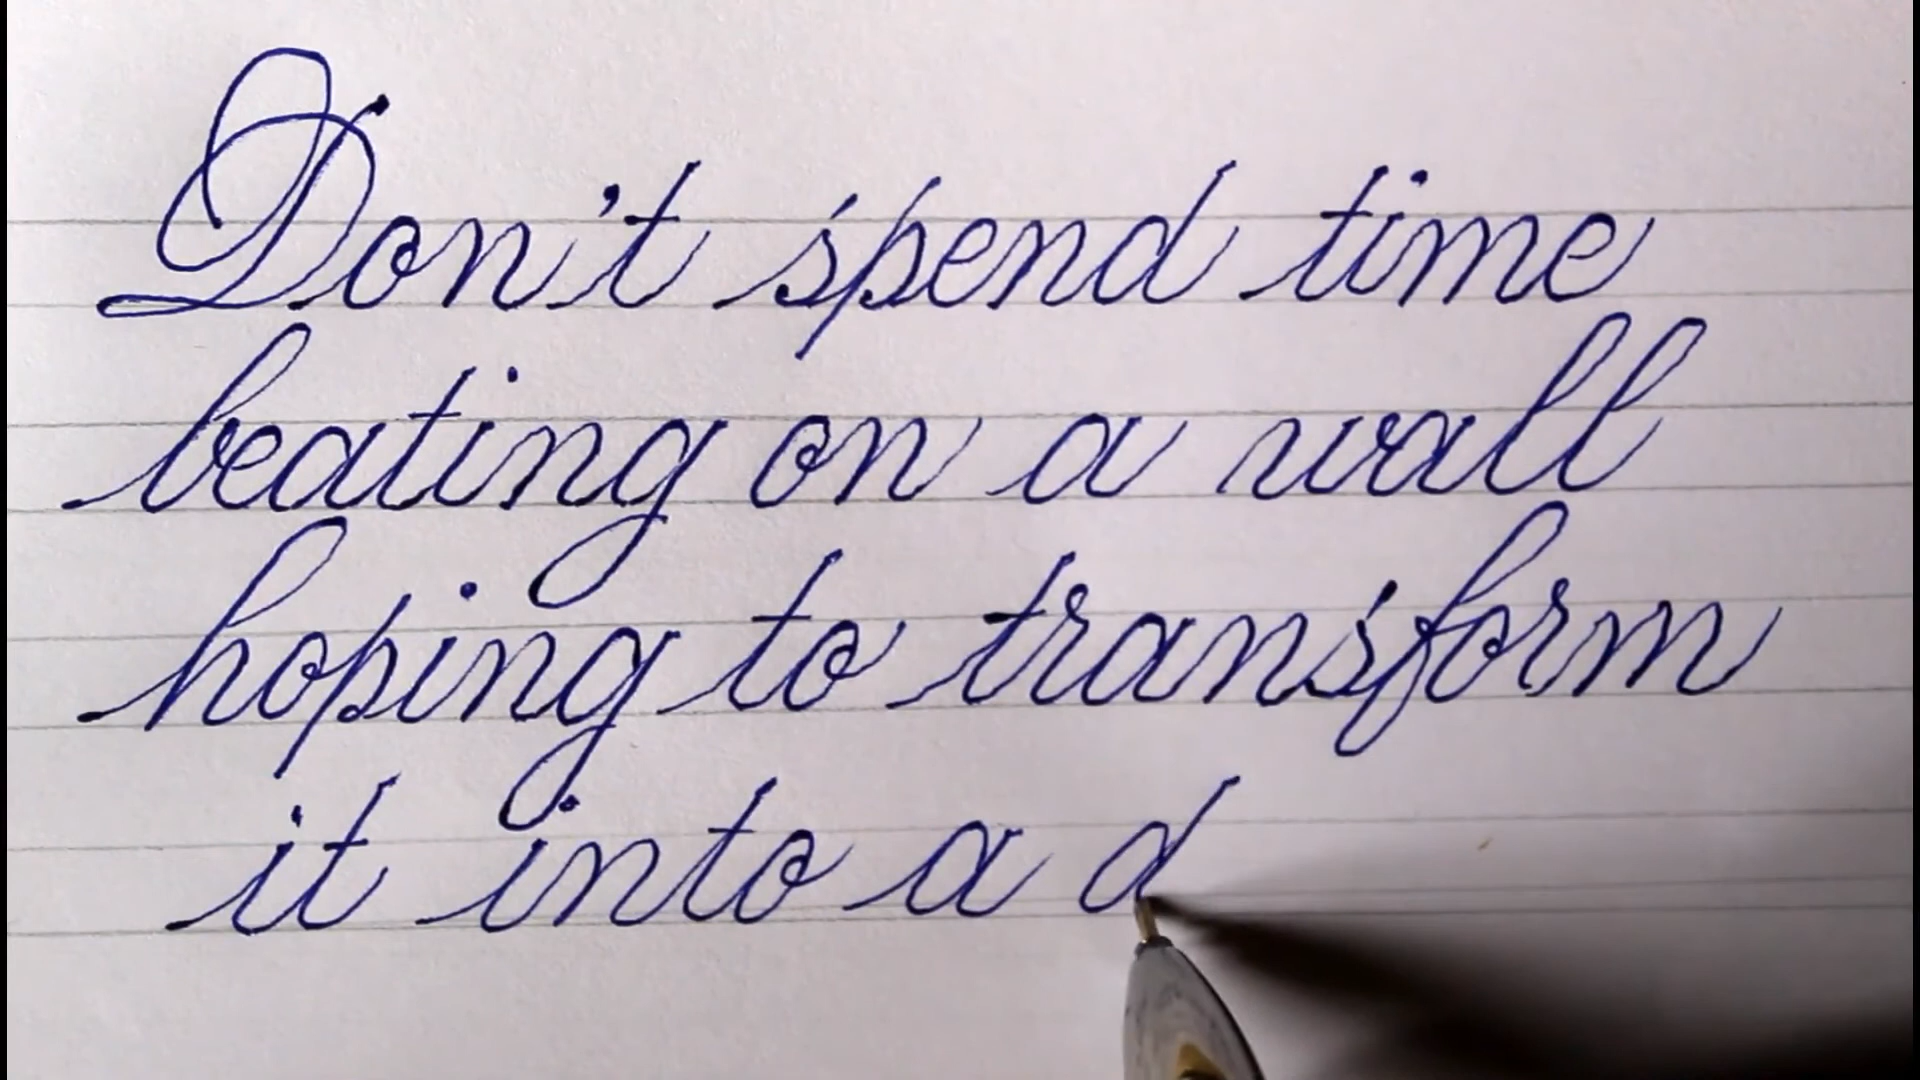 Don't spend time
beating on a wall
hoping to transform
it into a d